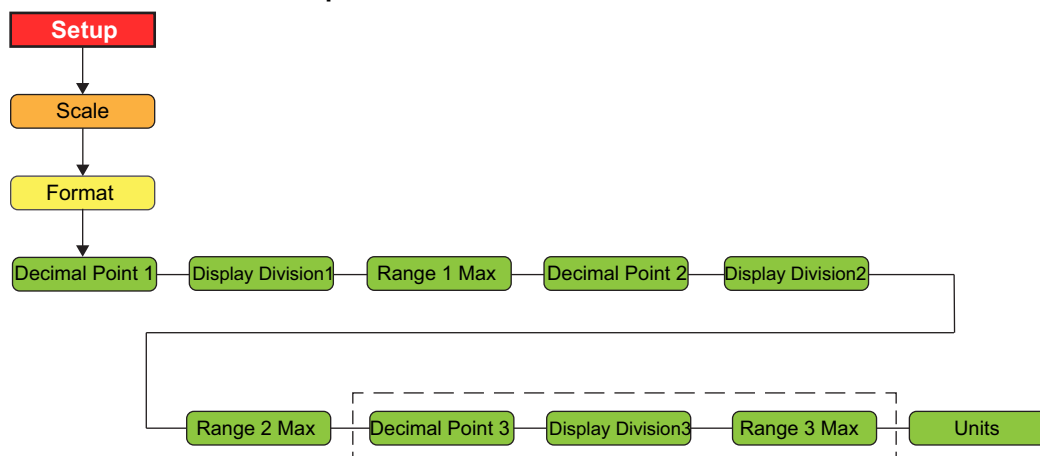 Setup
Scale
Format
Decimal Point 1
Display Division1
Range 1 Max
Decimal Point 2
Display Division2
Range 2 Max
Decimal Point 3
Display Division3
Range 3 Max
Units